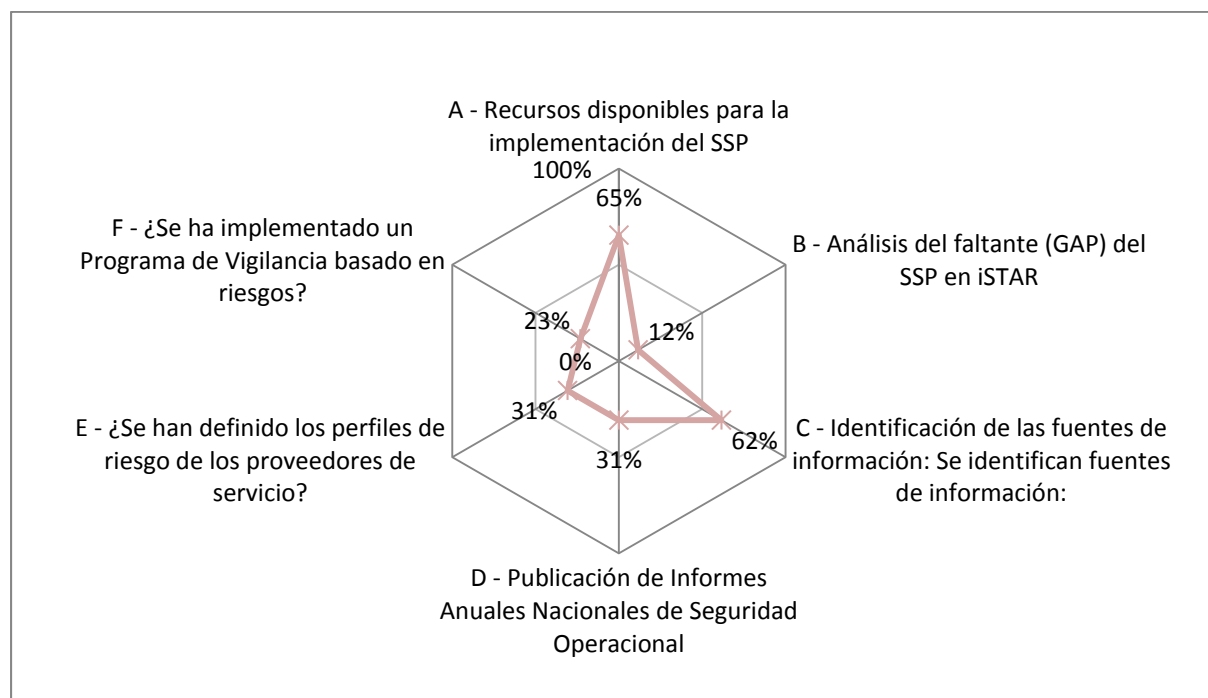 A - Recursos disponibles para la
implementación del SSP
100%
65%
F - ¿Se ha implementado un
Programa de Vigilancia basado en
riesgos?
B - Análisis del faltante (GAP) del
SSP en iSTAR
23%
12%
0%
E - ¿Se han definido los perfiles de
riesgo de los proveedores de
servicio?
31%
31%
62%
C - Identificación de las fuentes de
información: Se identifican fuentes
de información:
D - Publicación de Informes
Anuales Nacionales de Seguridad
Operacional